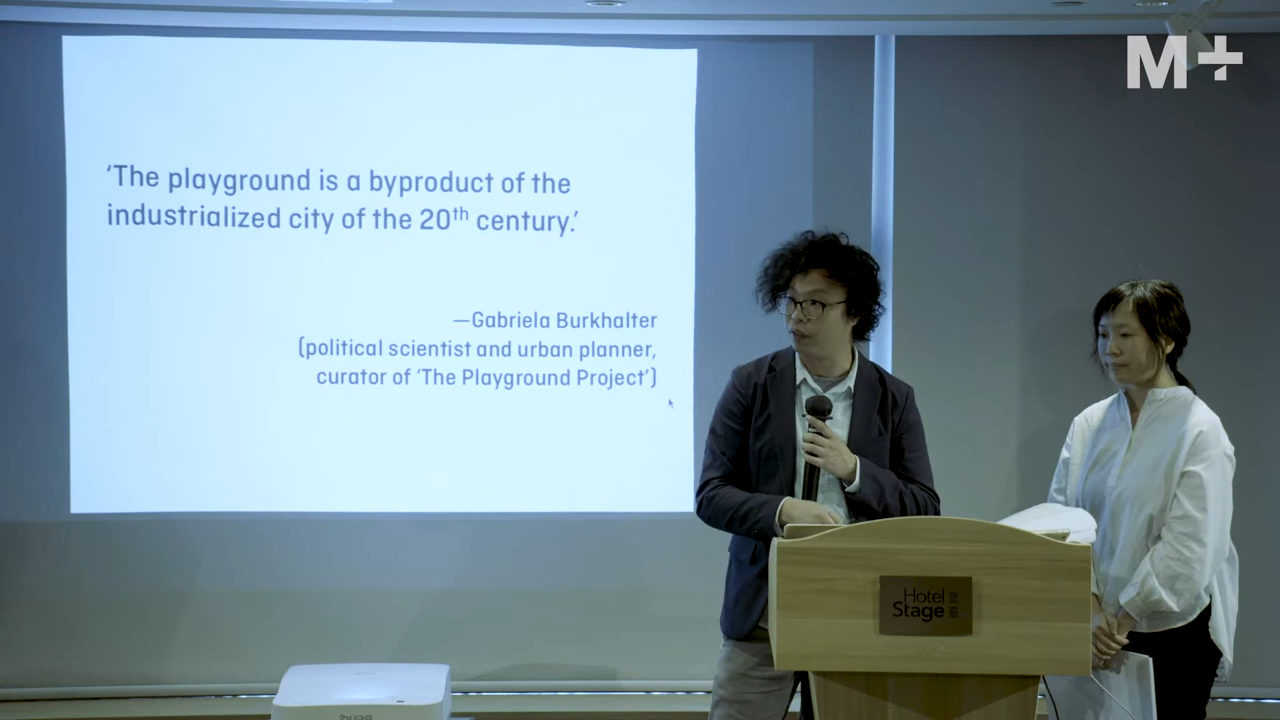 M+
‘The playground is a byproduct of the
industrialized city of the 20th century.’
—Gabriela Burkhalter
(political scientist and urban planner,
curator of ‘The Playground Project’)
Hotel
Stage
BenQ